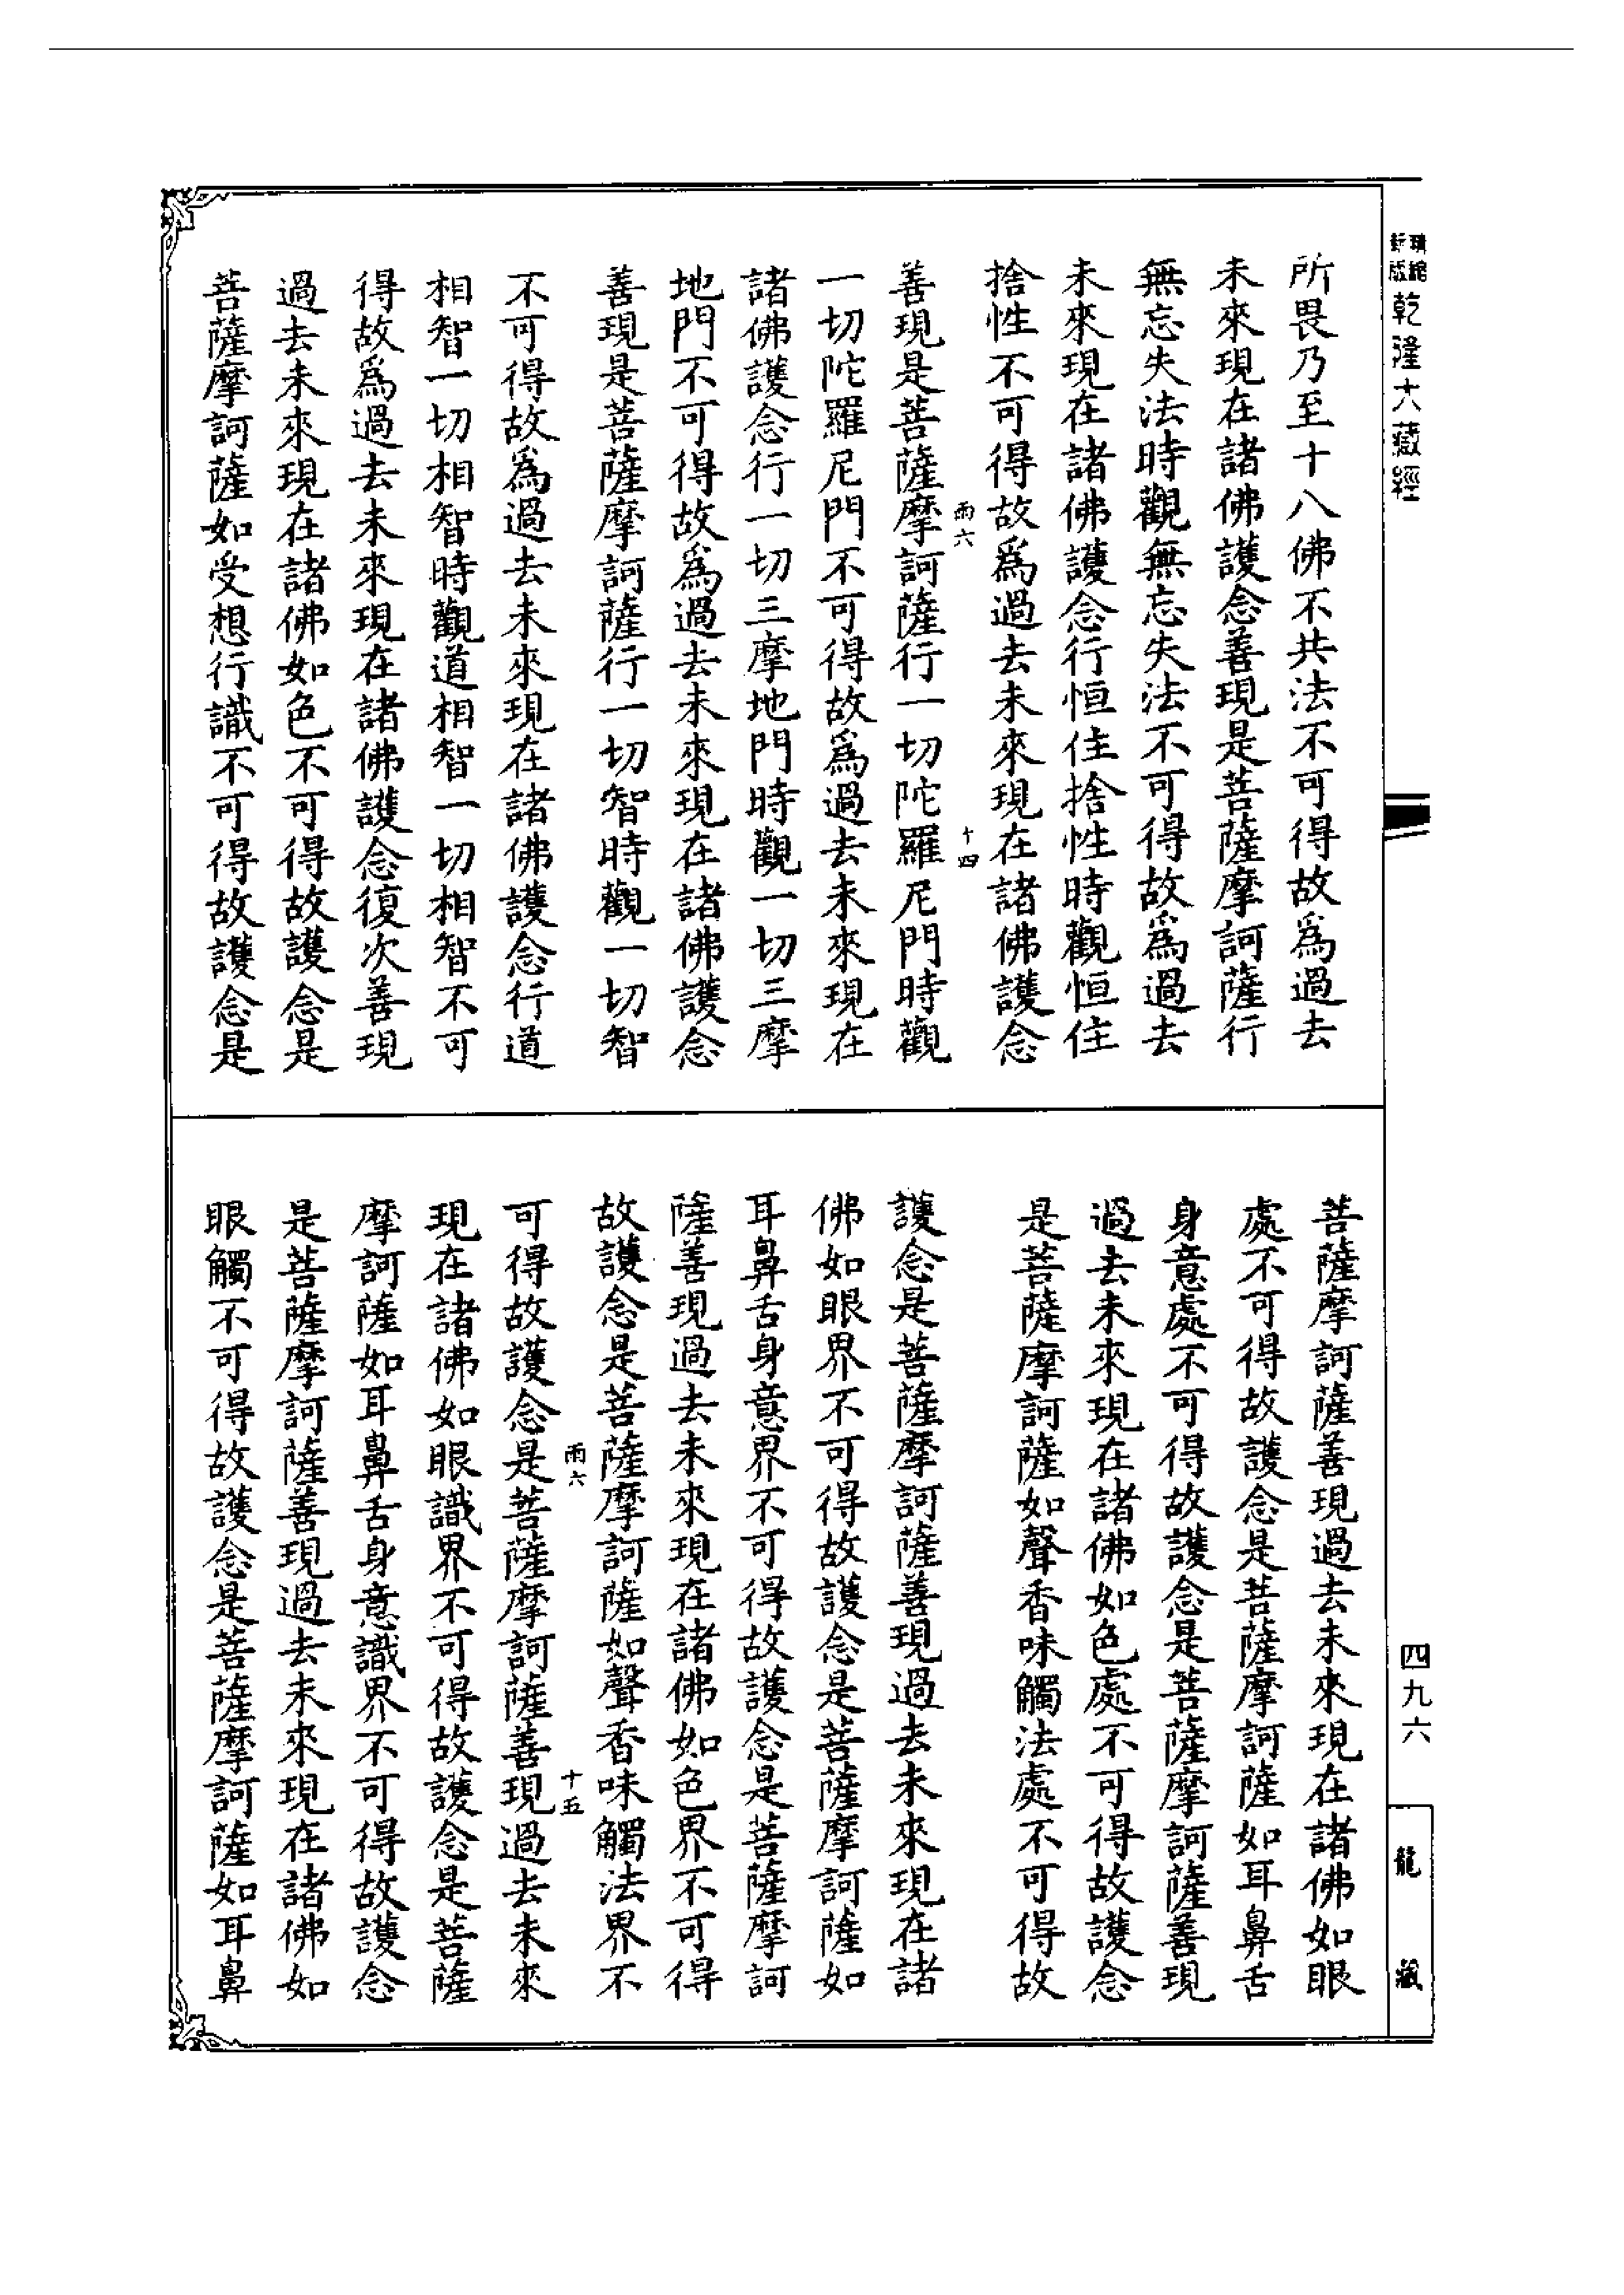 乾隆大藏經
所畏乃至十八佛不共法不可得故爲過去
未來現在諸佛護念善現是菩薩摩訶薩行
無忘失法時觀無忘失法不可得故爲過去
未來現在諸佛護念行恒住捨性時觀恒住
捨性不可得故爲過去未來現在諸佛護念
雨六 十四
善現是菩薩摩訶薩行一切陀羅尼門時觀
一切陀羅尼門不可得故爲過去未來現在
諸佛護念行一切三摩地門時觀一切三摩
地門不可得故爲過去未來現在諸佛護念
善現是菩薩摩訶薩行一切智時觀一切智
不可得故爲過去未來現在諸佛護念行道
相智一切相智時觀道相智一切相智不可
得故爲過去未來現在諸佛護念復次善現
過去未來現在諸佛如色不可得故護念是
菩薩摩訶薩如受想行識不可得故護念是
四九六
龍藏
菩薩摩訶薩善現過去未來現在諸佛如眼
處不可得故護念是菩薩摩訶薩如耳鼻舌
身意處不可得故護念是菩薩摩訶薩善現
過去未來現在諸佛如色處不可得故護念
是菩薩摩訶薩如聲香味觸法處不可得故
護念是菩薩摩訶薩善現過去未來現在諸
佛如眼界不可得故護念是菩薩摩訶薩如
耳鼻舌身意界不可得故護念是菩薩摩訶
薩善現過去未來現在諸佛如色界不可得
故護念是菩薩摩訶薩如聲香味觸法界不
雨六 十五
可得故護念是菩薩摩訶薩善現過去未來
現在諸佛如眼識界不可得故護念是菩薩
摩訶薩如耳鼻舌身意識界不可得故護念
是菩薩摩訶薩善現過去未來現在諸佛如
眼觸不可得故護念是菩薩摩訶薩如耳鼻